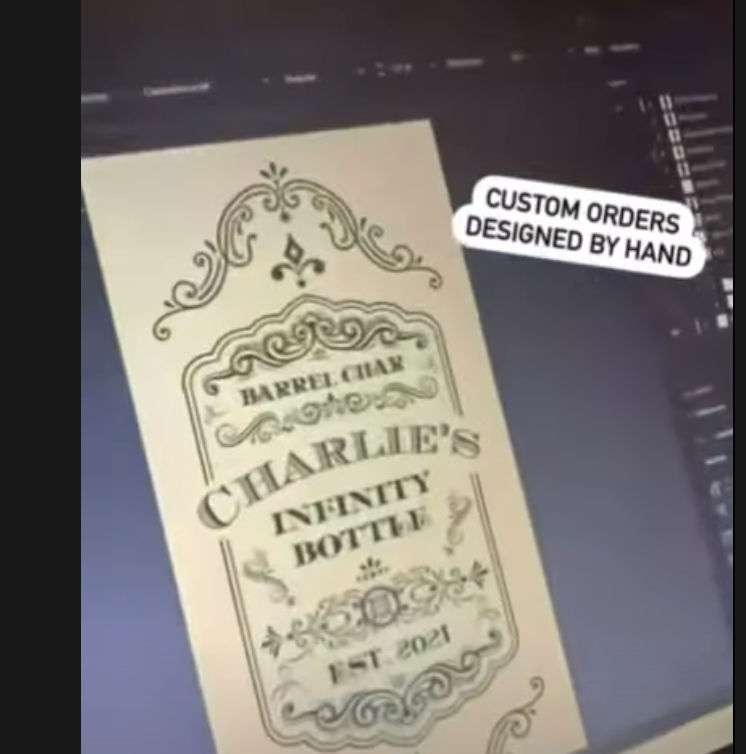 CUSTOM ORDERS
DESIGNED BY HAND
BARREL CHAR
CHARLIE'S
INFINITY
BOTTLE
EST. 2021